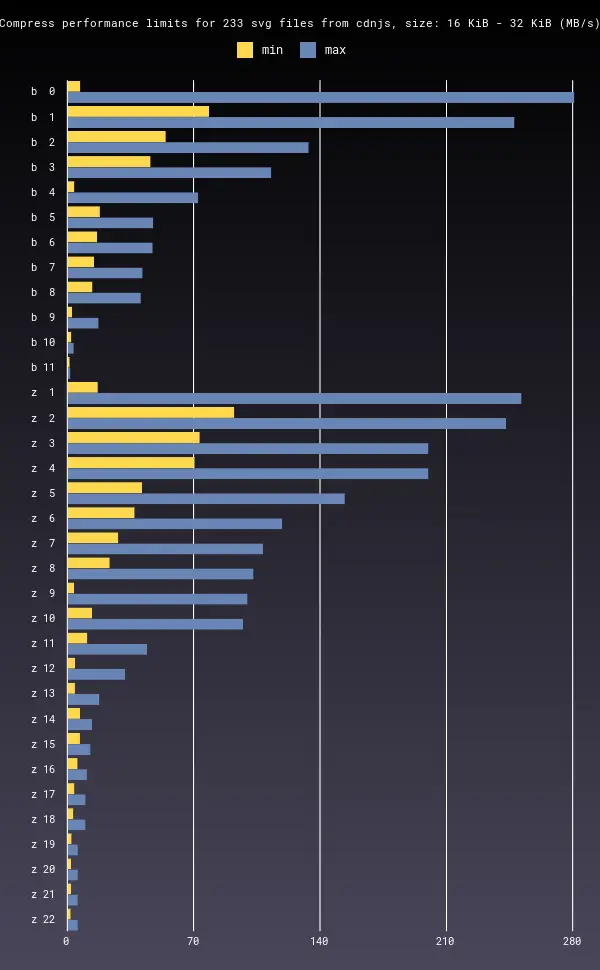 Compress performance limits for 233 svg files from cdnjs, size: 16 KiB - 32 KiB (MB/s)
min max
b 0
b 1
b 2
b 3
b 4
b 5
b 6
b 7
b 8
b 9
b 10
b 11
z 1
z 2
z 3
z 4
z 5
z 6
z 7
z 8
z 9
z 10
z 11
z 12
z 13
z 14
z 15
z 16
z 17
z 18
z 19
z 20
z 21
z 22
0 70 140 210 280